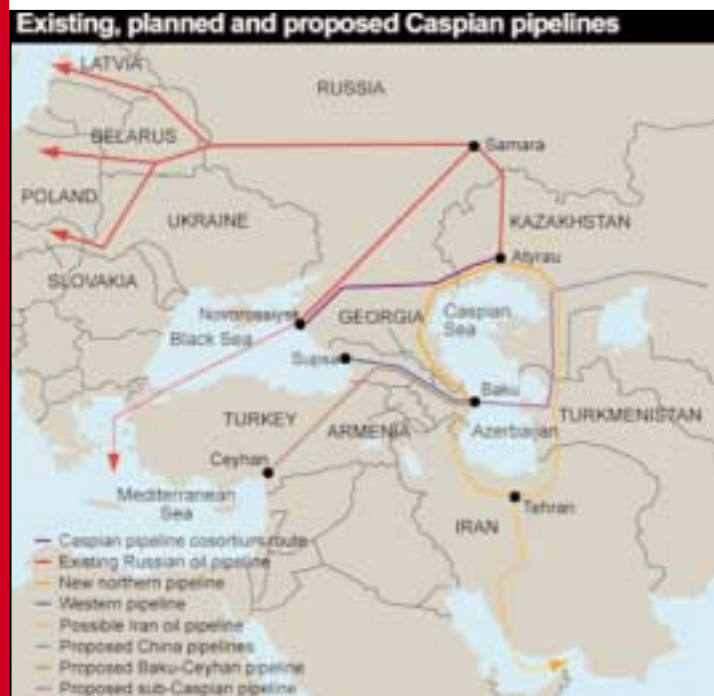 Existing, planned and proposed Caspian pipelines
LATVIA
RUSSIA
BELARUS
Samara
POLAND
UKRAINE
KAZAKHSTAN
SLOVAKIA
Atyrau
Novorossiysk
GEORGIA
Caspian
Sea
Black Sea
Supsa
Baku
TURKEY
ARMENIA
Azerbaijan
TURKMENISTAN
Ceyhan
Mediterranean
Sea
Tehran
IRAN
Caspian pipeline cosortium route
Existing Russian oil pipeline
New northern pipeline
Western pipeline
Possible Iran oil pipeline
Proposed China pipelines
Proposed Baku-Ceyhan pipeline
Proposed sub-Caspian pipeline